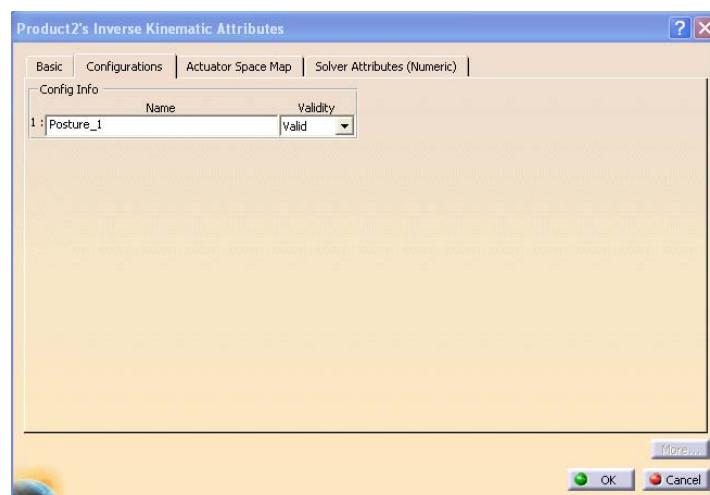 Product2's Inverse Kinematic Attributes
Basic Configurations Actuator Space Map Solver Attributes (Numeric)
Config Info
Name Validity
1 : Posture_1 Valid
More...
OK Cancel